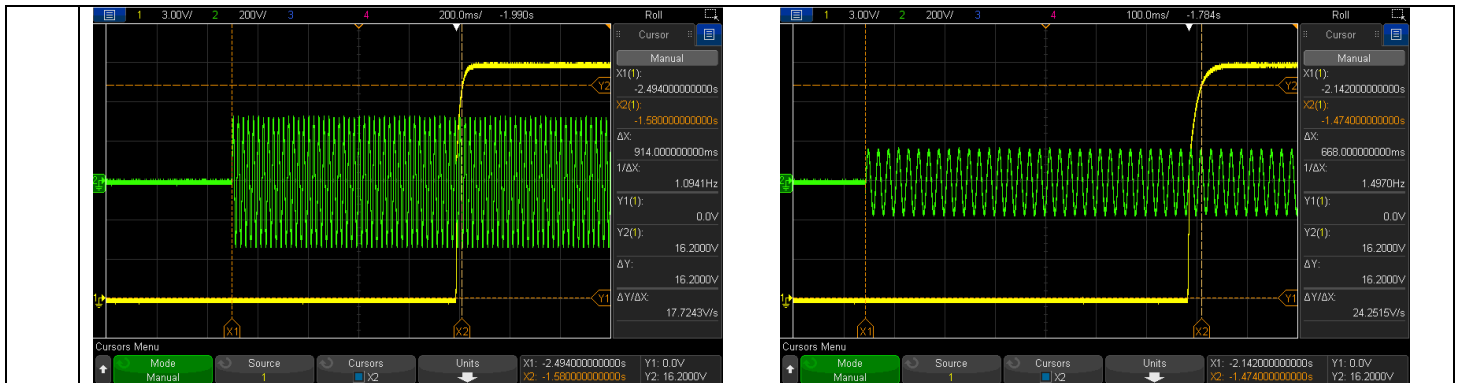 1 3.00V/ 2 200V/ 3 4 200.0ms/ -1.990s Roll
Cursor
Manual
X1(1):
-2.494000000000s
X2(1):
-1.580000000000s
ΔX:
914.000000000ms
1/ΔX:
1.0941Hz
Y1(1):
0.0V
Y2(1):
16.2000V
ΔY:
16.2000V
ΔY/ΔX:
17.7243V/s
Y2
2
1
Y1
X1 X2
Cursors Menu
Mode Source Cursors Units X1: -2.494000000000s Y1: 0.0V
Manual 1 X2 X2: -1.580000000000s Y2: 16.2000V
1 3.00V/ 2 200V/ 3 4 100.0ms/ -1.784s Roll
Cursor
Manual
X1(1):
-2.142000000000s
X2(1):
-1.474000000000s
ΔX:
668.000000000ms
1/ΔX:
1.4970Hz
Y1(1):
0.0V
Y2(1):
16.2000V
ΔY:
16.2000V
ΔY/ΔX:
24.2515V/s
Y2
2
1
Y1
X1 X2
Cursors Menu
Mode Source Cursors Units X1: -2.142000000000s Y1: 0.0V
Manual 1 X2 X2: -1.474000000000s Y2: 16.2000V